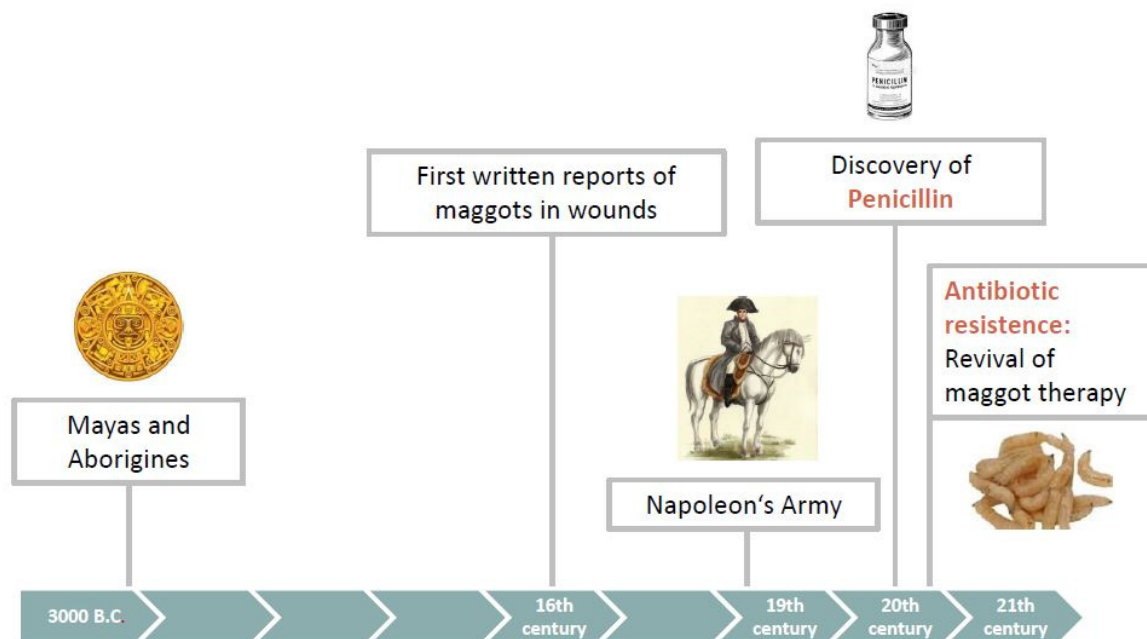 PENICILLIN
Discovery of
Penicillin
First written reports of
maggots in wounds
Antibiotic
resistence:
Revival of
maggot therapy
Mayas and
Aborigines
Napoleon‘s Army
3000 B.C.
16th
century
19th
century
20th
century
21th
century